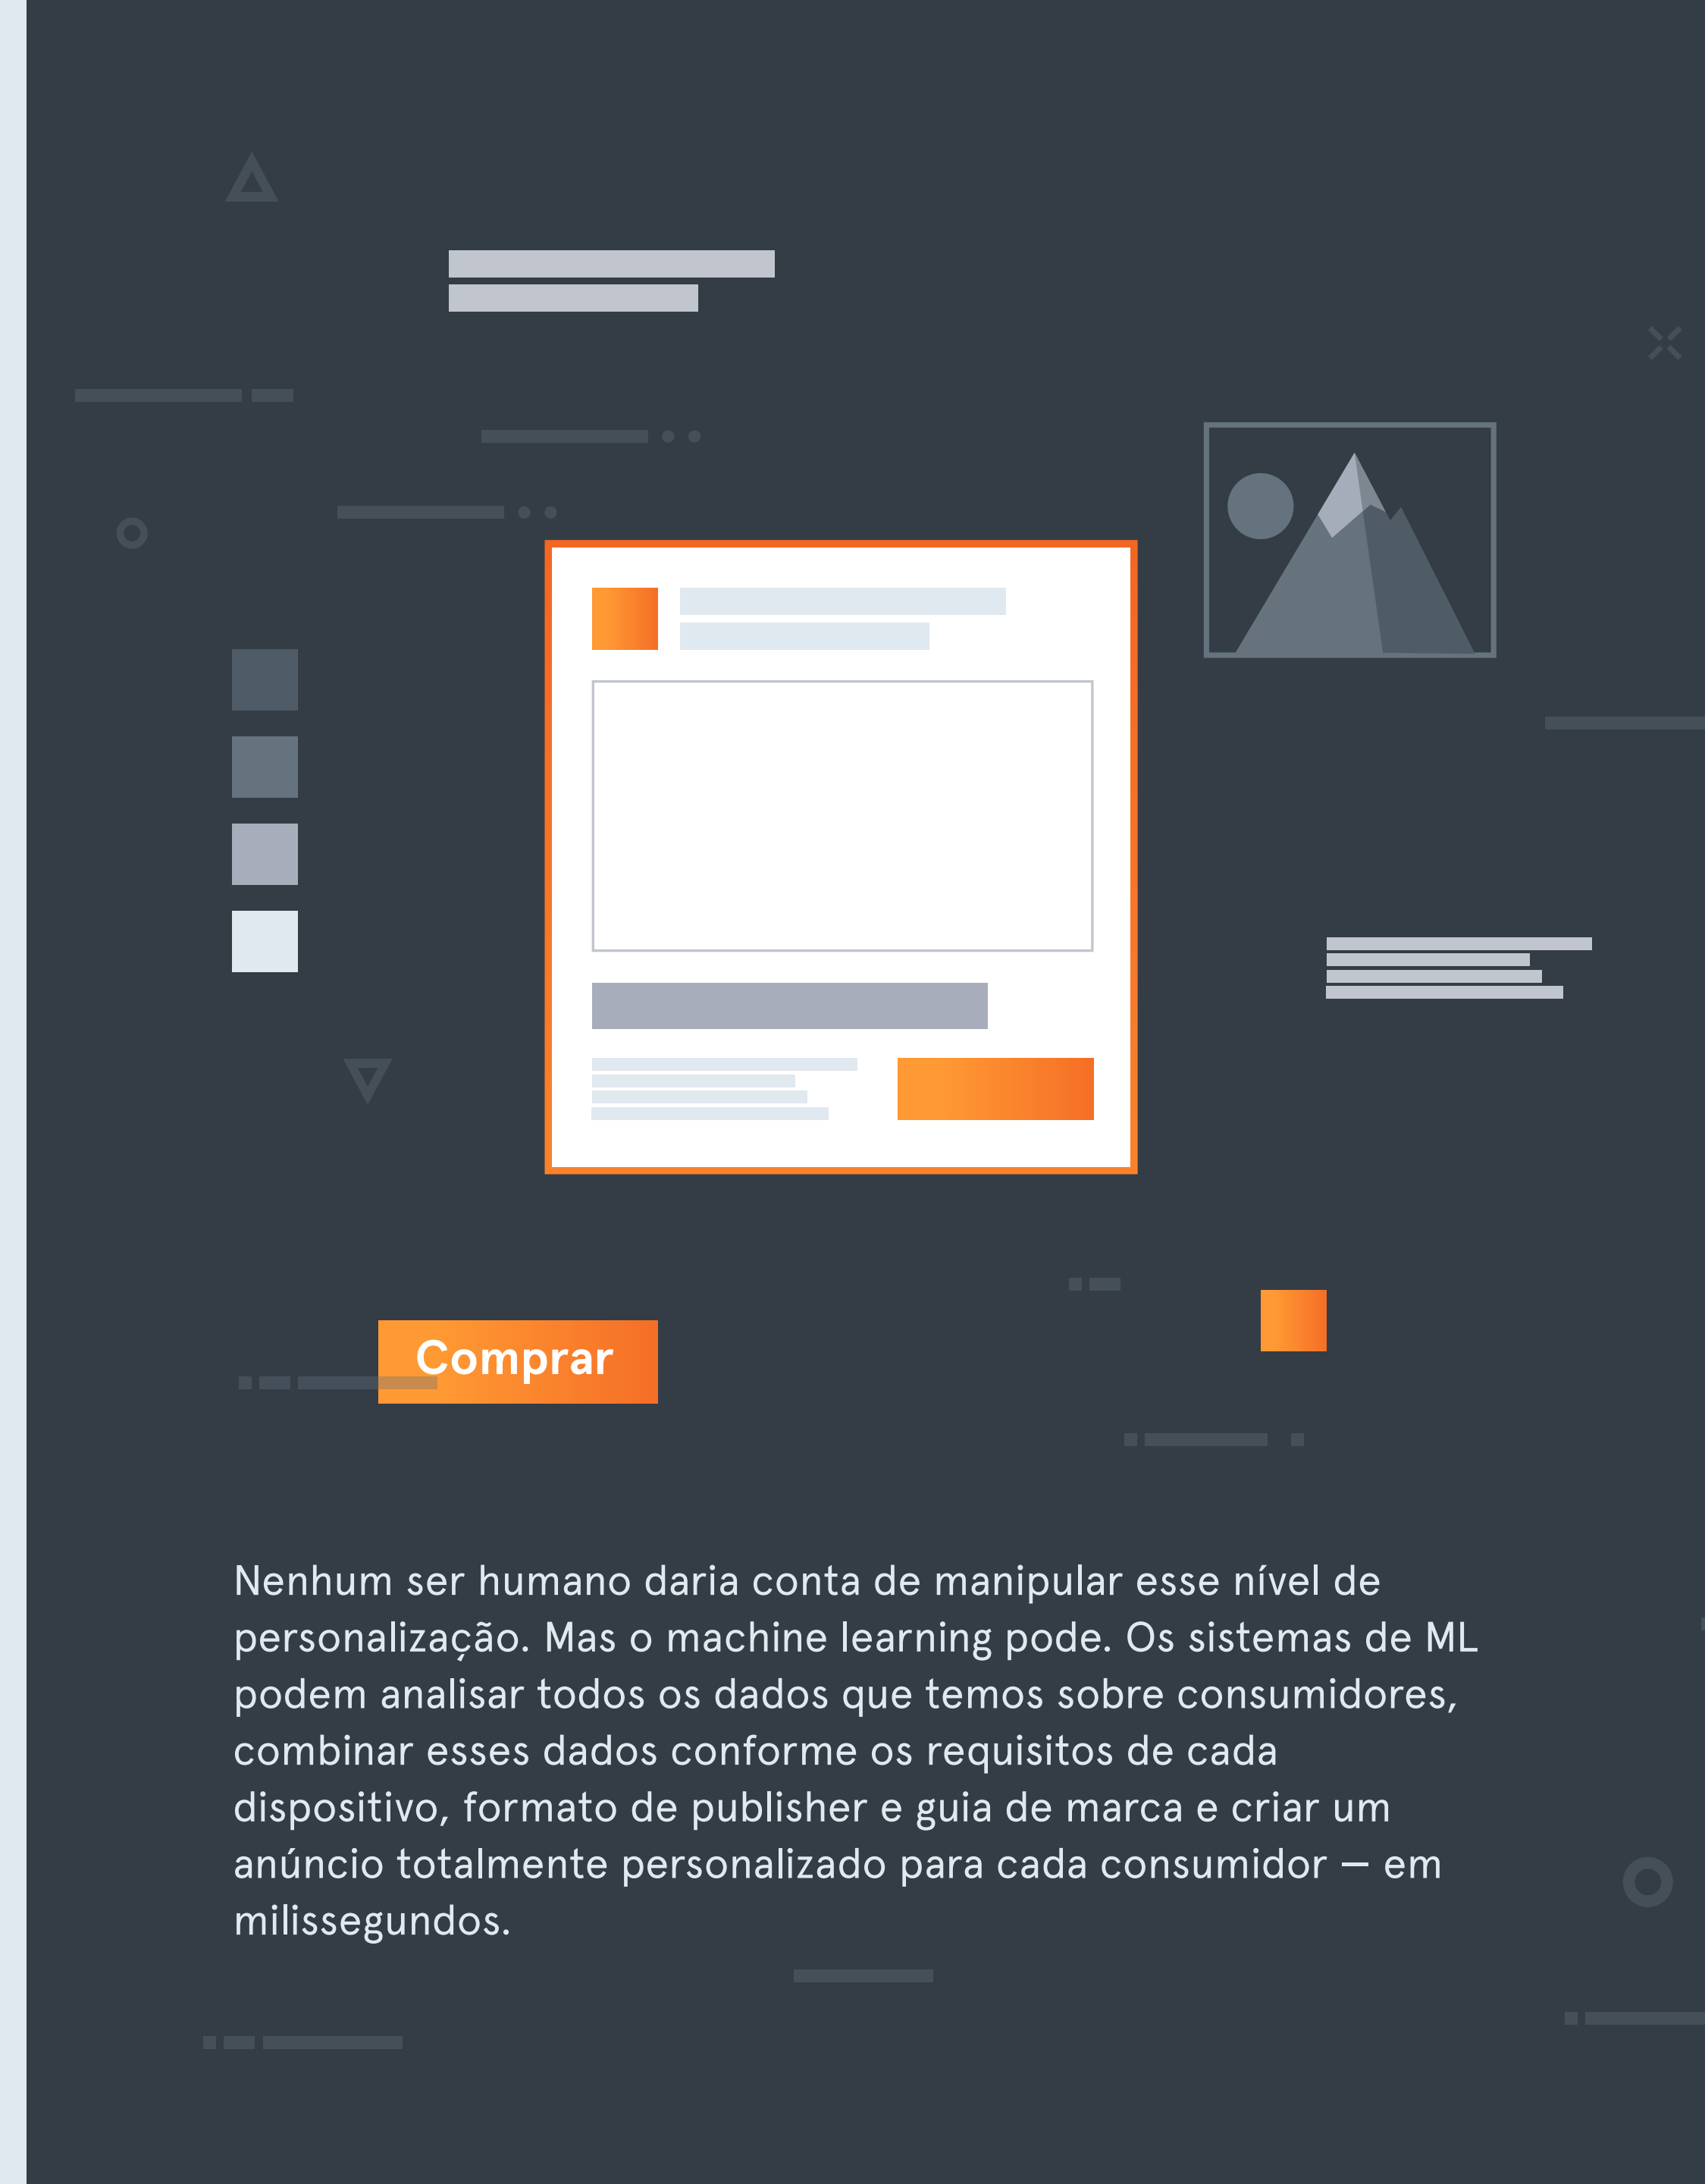 Comprar
Nenhum ser humano daria conta de manipular esse nível de
personalização. Mas o machine learning pode. Os sistemas de ML
podem analisar todos os dados que temos sobre consumidores,
combinar esses dados conforme os requisitos de cada
dispositivo, formato de publisher e guia de marca e criar um
anúncio totalmente personalizado para cada consumidor — em
milissegundos.